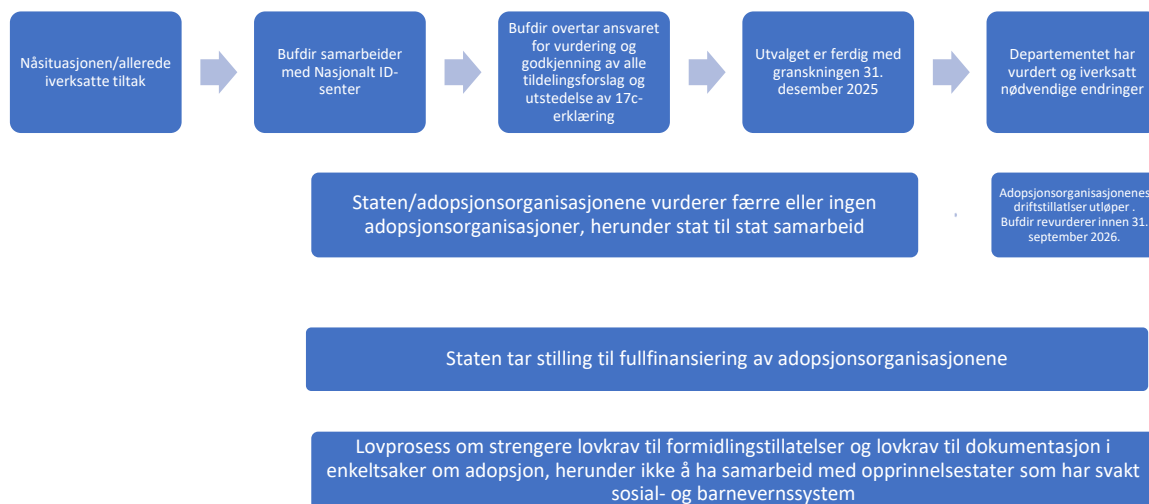 Nåsituasjonen/allerede
iverksatte tiltak
Bufdir samarbeider
med Nasjonalt ID-
senter
Bufdir overtar ansvaret
for vurdering og
godkjenning av alle
tildelingsforslag og
utstedelse av 17c-
erklæring
Utvalget er ferdig med
granskningen 31.
desember 2025
Departementet har
vurdert og iverksatt
nødvendige endringer
Staten/adopsjonsorganisasjonene vurderer færre eller ingen
adopsjonsorganisasjoner, herunder stat til stat samarbeid
Adopsjonsorganisasjonenes
driftstillatlser utløper .
Bufdir revurderer innen 31.
september 2026.
Staten tar stilling til fullfinansiering av adopsjonsorganisasjonene
Lovprosess om strengere lovkrav til formidlingstillatelser og lovkrav til dokumentasjon i
enkeltsaker om adopsjon, herunder ikke å ha samarbeid med opprinnelsestater som har svakt
sosial- og barnevernssystem